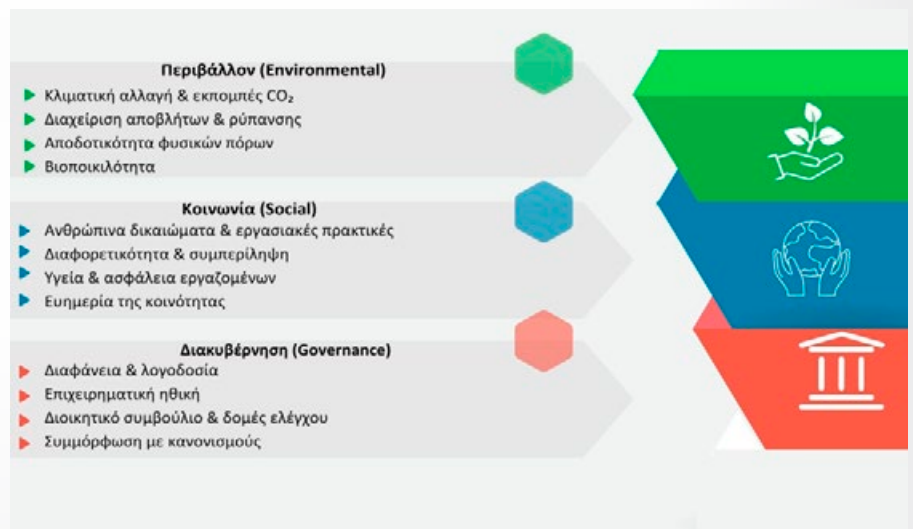 Περιβάλλον (Environmental)
Κλιματική αλλαγή & εκπομπές CO₂
Διαχείριση αποβλήτων & ρύπανσης
Αποδοτικότητα φυσικών πόρων
Βιοποικιλότητα
Κοινωνία (Social)
Ανθρώπινα δικαιώματα & εργασιακές πρακτικές
Διαφορετικότητα & συμπερίληψη
Υγεία & ασφάλεια εργαζομένων
Ευημερία της κοινότητας
Διακυβέρνηση (Governance)
Διαφάνεια & λογοδοσία
Επιχειρηματική ηθική
Διοικητικό συμβούλιο & δομές ελέγχου
Συμμόρφωση με κανονισμούς